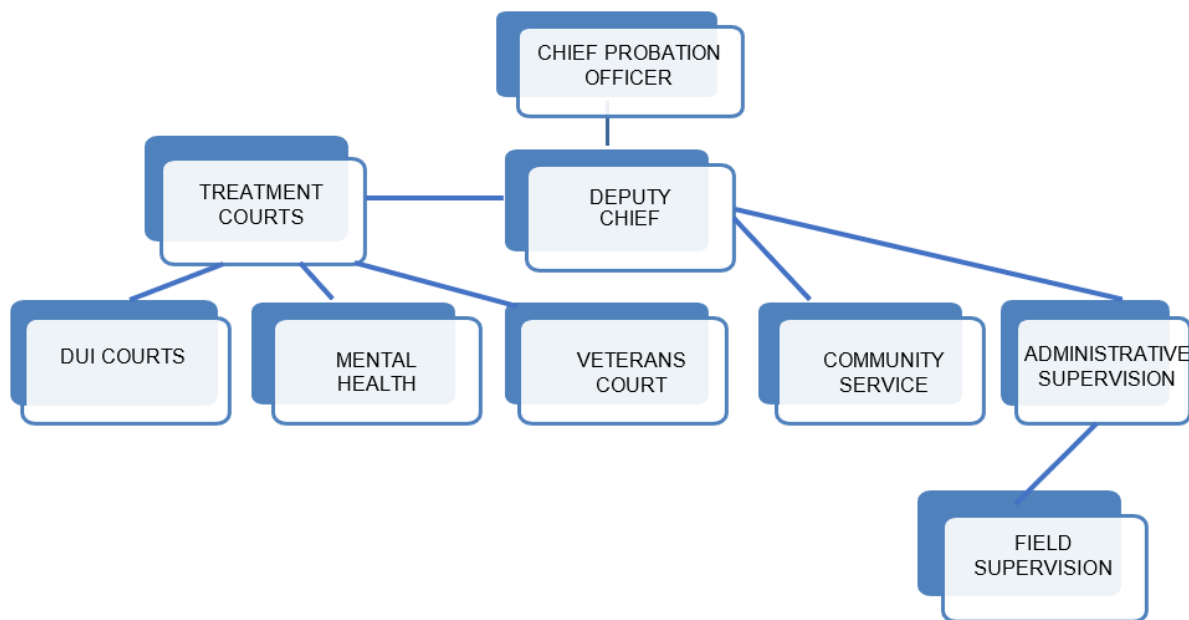 CHIEF PROBATION
OFFICER
TREATMENT
COURTS
DEPUTY
CHIEF
DUI COURTS
MENTAL
HEALTH
VETERANS
COURT
COMMUNITY
SERVICE
ADMINISTRATIVE
SUPERVISION
FIELD
SUPERVISION